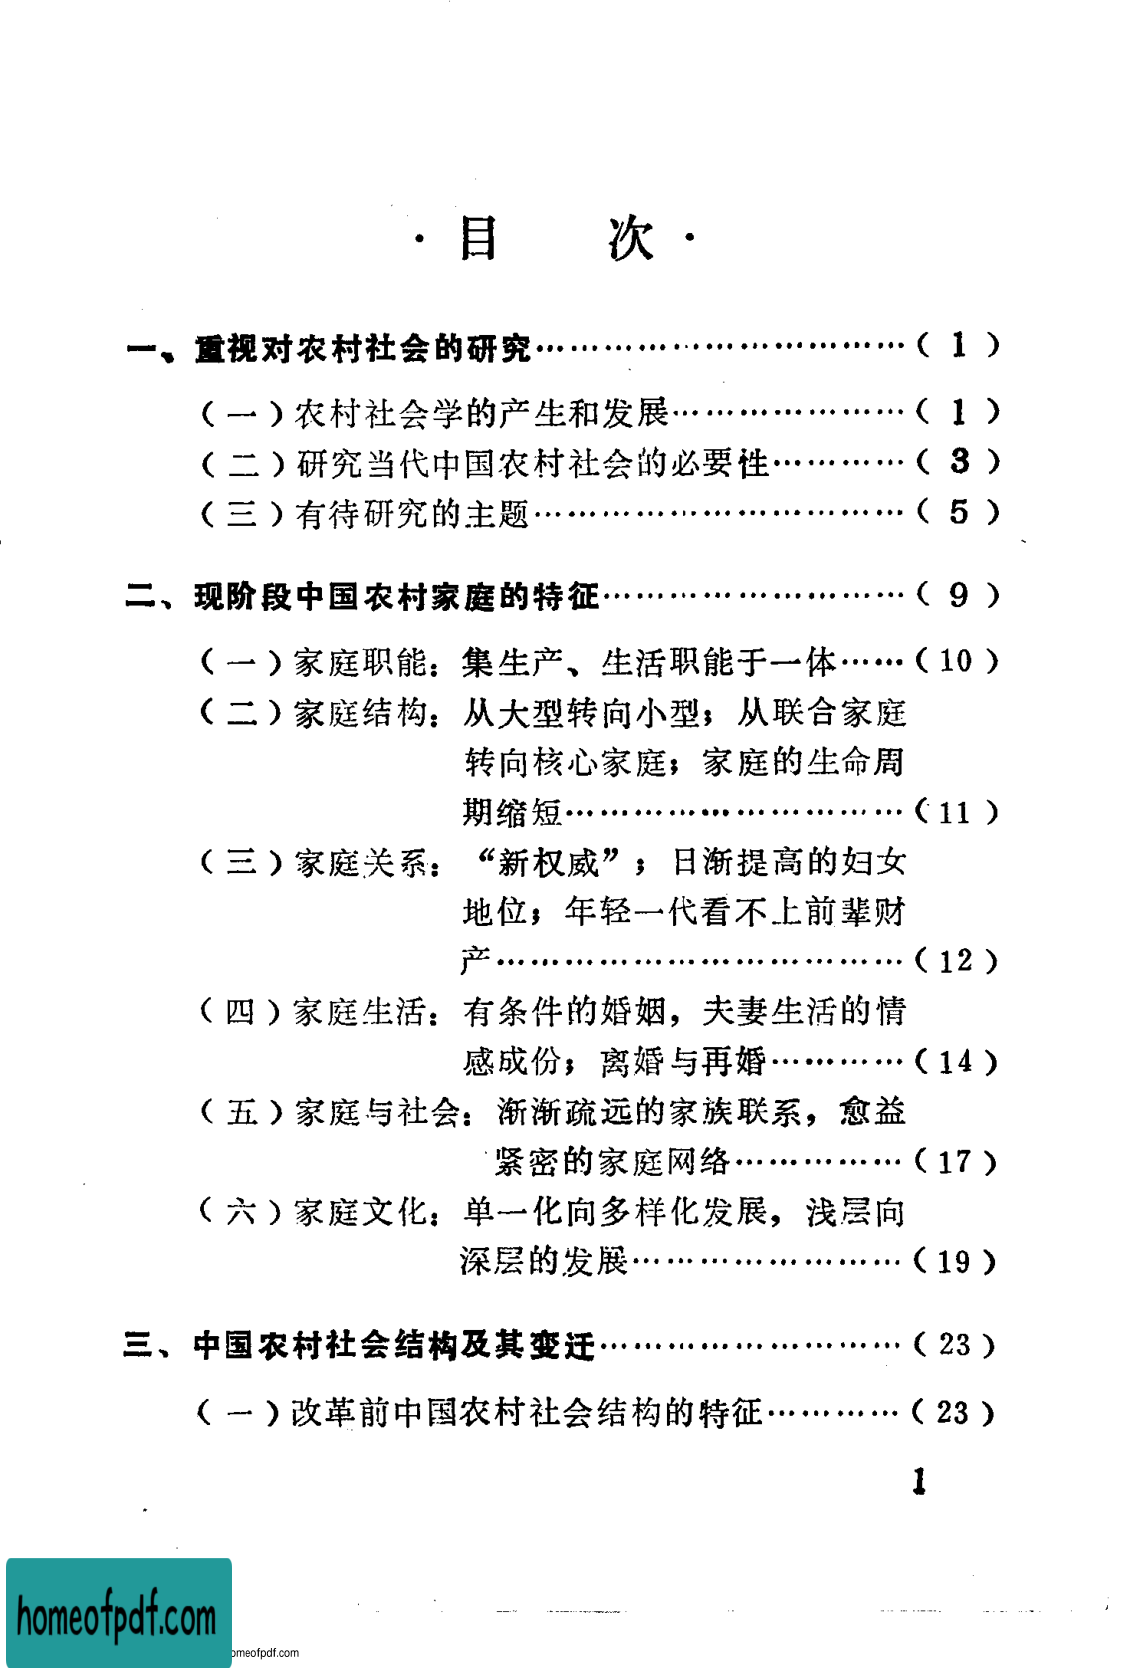 ·目 次·
一、重视对农村社会的研究………………………………( 1 )
(一)农村社会学的产生和发展…………………( 1 )
(二)研究当代中国农村社会的必要性…………( 3 )
(三)有待研究的主题………………………………( 5 )
二、现阶段中国农村家庭的特征………………………( 9 )
(一)家庭职能：集生产、生活职能于一体……(10)
(二)家庭结构：从大型转向小型；从联合家庭
转向核心家庭；家庭的生命周
期缩短…………………………(11)
(三)家庭关系：“新权威”；日渐提高的妇女
地位；年轻一代看不上前辈财
产………………………………(12)
(四)家庭生活：有条件的婚姻，夫妻生活的情
感成份；离婚与再婚…………(14)
(五)家庭与社会：渐渐疏远的家族联系，愈益
紧密的家庭网络……………(17)
(六)家庭文化：单一化向多样化发展，浅层向
深层的发展……………………(19)
三、中国农村社会结构及其变迁………………………(23)
(一)改革前中国农村社会结构的特征…………(23)
1
homeofpdf.com
omeofpdf.com